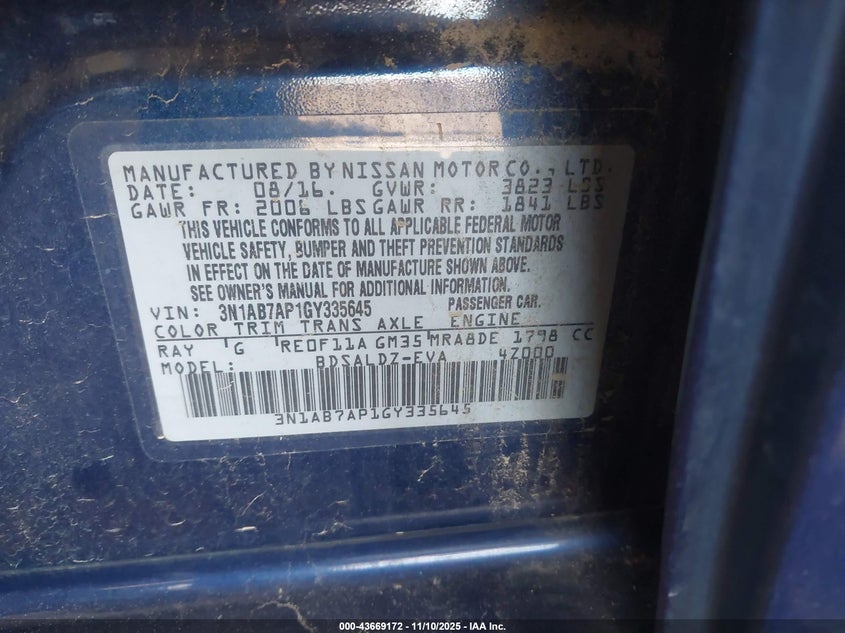 MANUFACTURED BY NISSAN MOTOR CO., LTD.
DATE: 08/16. GVWR: 3823 LBS
GAWR FR: 2006 LBS GAWR RR: 1841 LBS
THIS VEHICLE CONFORMS TO ALL APPLICABLE FEDERAL MOTOR
VEHICLE SAFETY, BUMPER AND THEFT PREVENTION STANDARDS
IN EFFECT ON THE DATE OF MANUFACTURE SHOWN ABOVE.
SEE OWNER'S MANUAL FOR ADDITIONAL INFORMATION.
VIN: 3N1AB7AP1GY335645 PASSENGER CAR.
COLOR TRIM TRANS AXLE ENGINE
RAY G RE0F11A GM35 MRA8DE 1798 CC
MODEL: BDSALDZ-EVA 4Z000
3N1AB7AP1GY335645
000-43669172 — 11/10/2025 — IAA Inc.